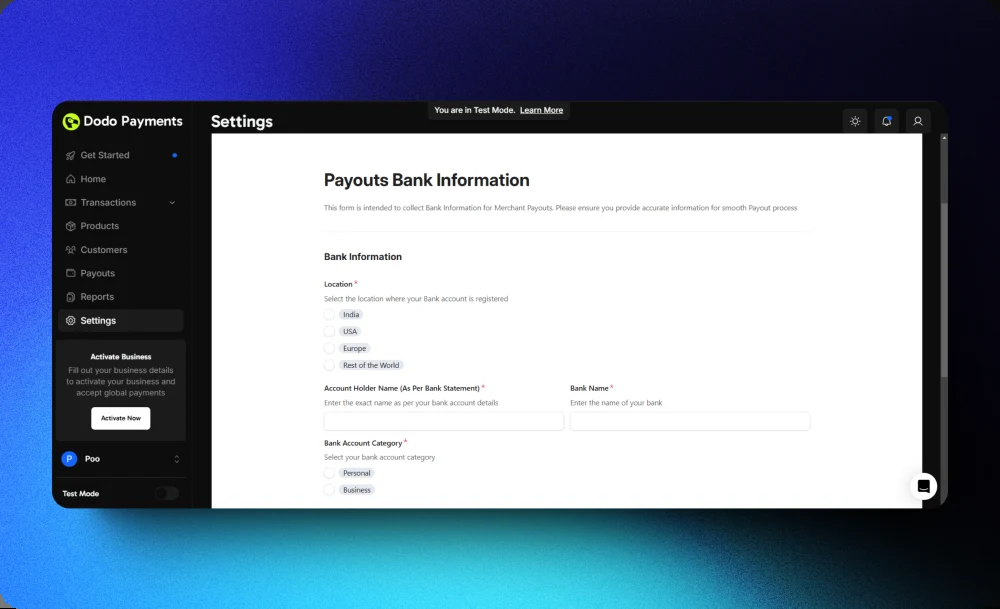 You are in Test Mode. Learn More
Dodo Payments
Settings
Get Started
Home
Transactions
Products
Customers
Payouts
Reports
Settings
Activate Business
Fill out your business details
to activate your business and
accept global payments
Activate Now
P Poo
Test Mode
Payouts Bank Information
This form is intended to collect Bank Information for Merchant Payouts. Please ensure you provide accurate information for smooth Payout process
Bank Information
Location *
Select the location where your Bank account is registered
India
USA
Europe
Rest of the World
Account Holder Name (As Per Bank Statement) *
Enter the exact name as per your bank account details
Bank Name *
Enter the name of your bank
Bank Account Category *
Select your bank account category
Personal
Business